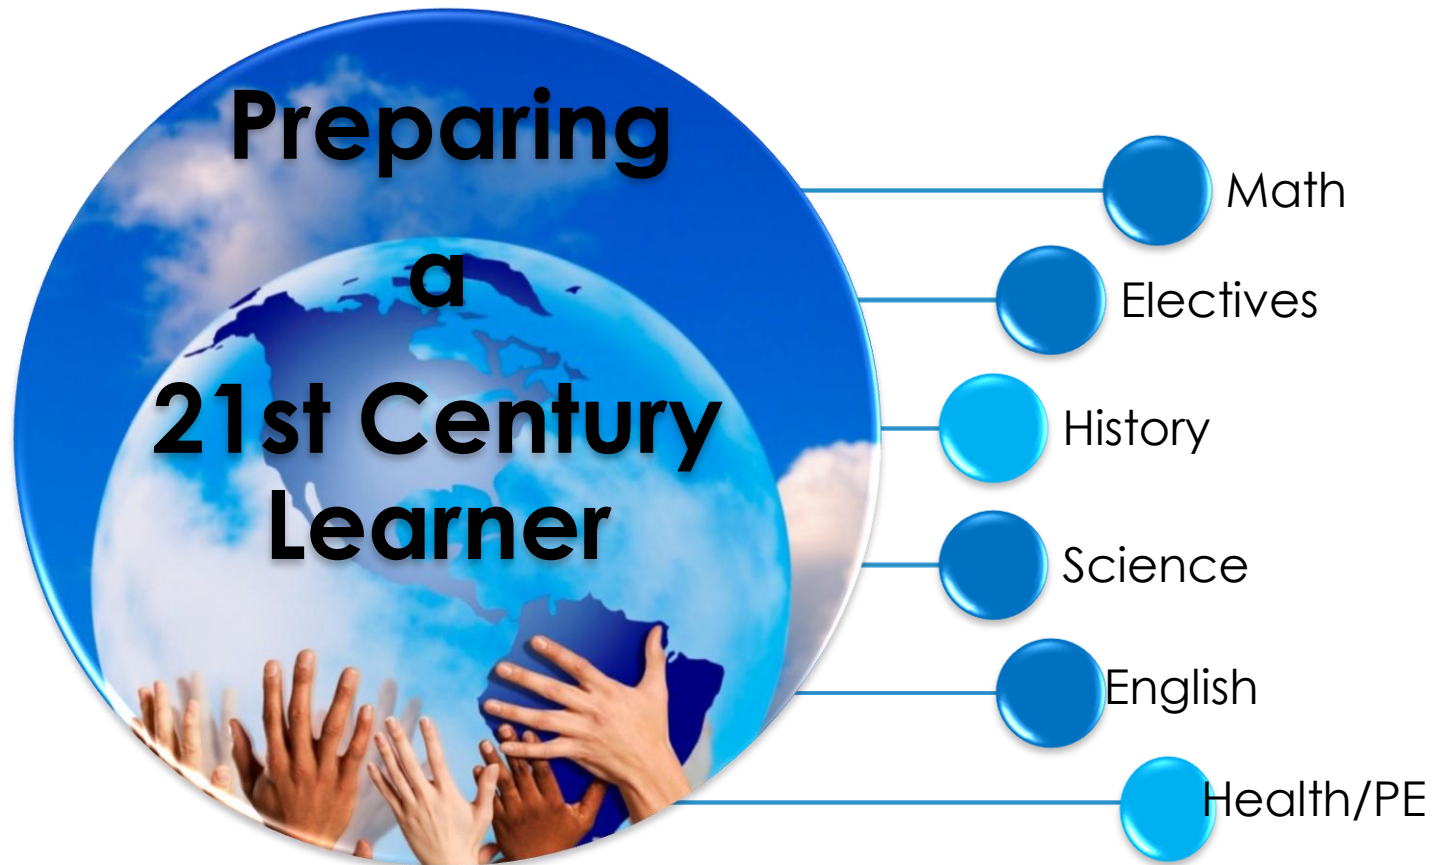 Preparing
a
21st Century
Learner
Math
Electives
History
Science
English
Health/PE